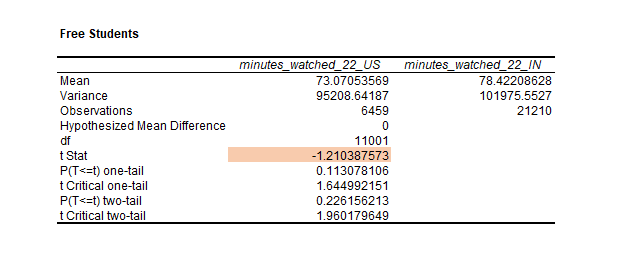 Free Students
minutes_watched_22_US minutes_watched_22_IN
Mean 73.07053569 78.42208628
Variance 95208.64187 101975.5527
Observations 6459 21210
Hypothesized Mean Difference 0
df 11001
t Stat -1.210387573
P(T<=t) one-tail 0.113078106
t Critical one-tail 1.644992151
P(T<=t) two-tail 0.226156213
t Critical two-tail 1.960179649